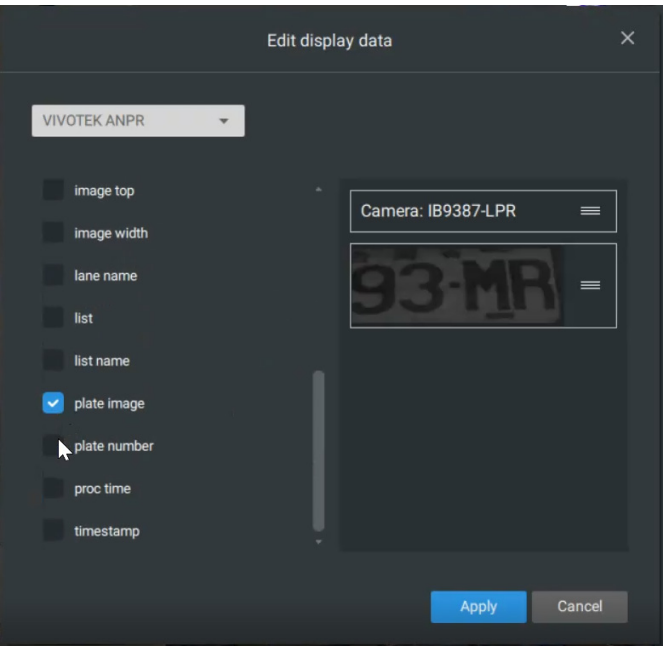 Edit display data
VIVOTEK ANPR
image top
image width
lane name
list
list name
plate image
plate number
proc time
timestamp
Camera: IB9387-LPR
93-MR
Apply
Cancel